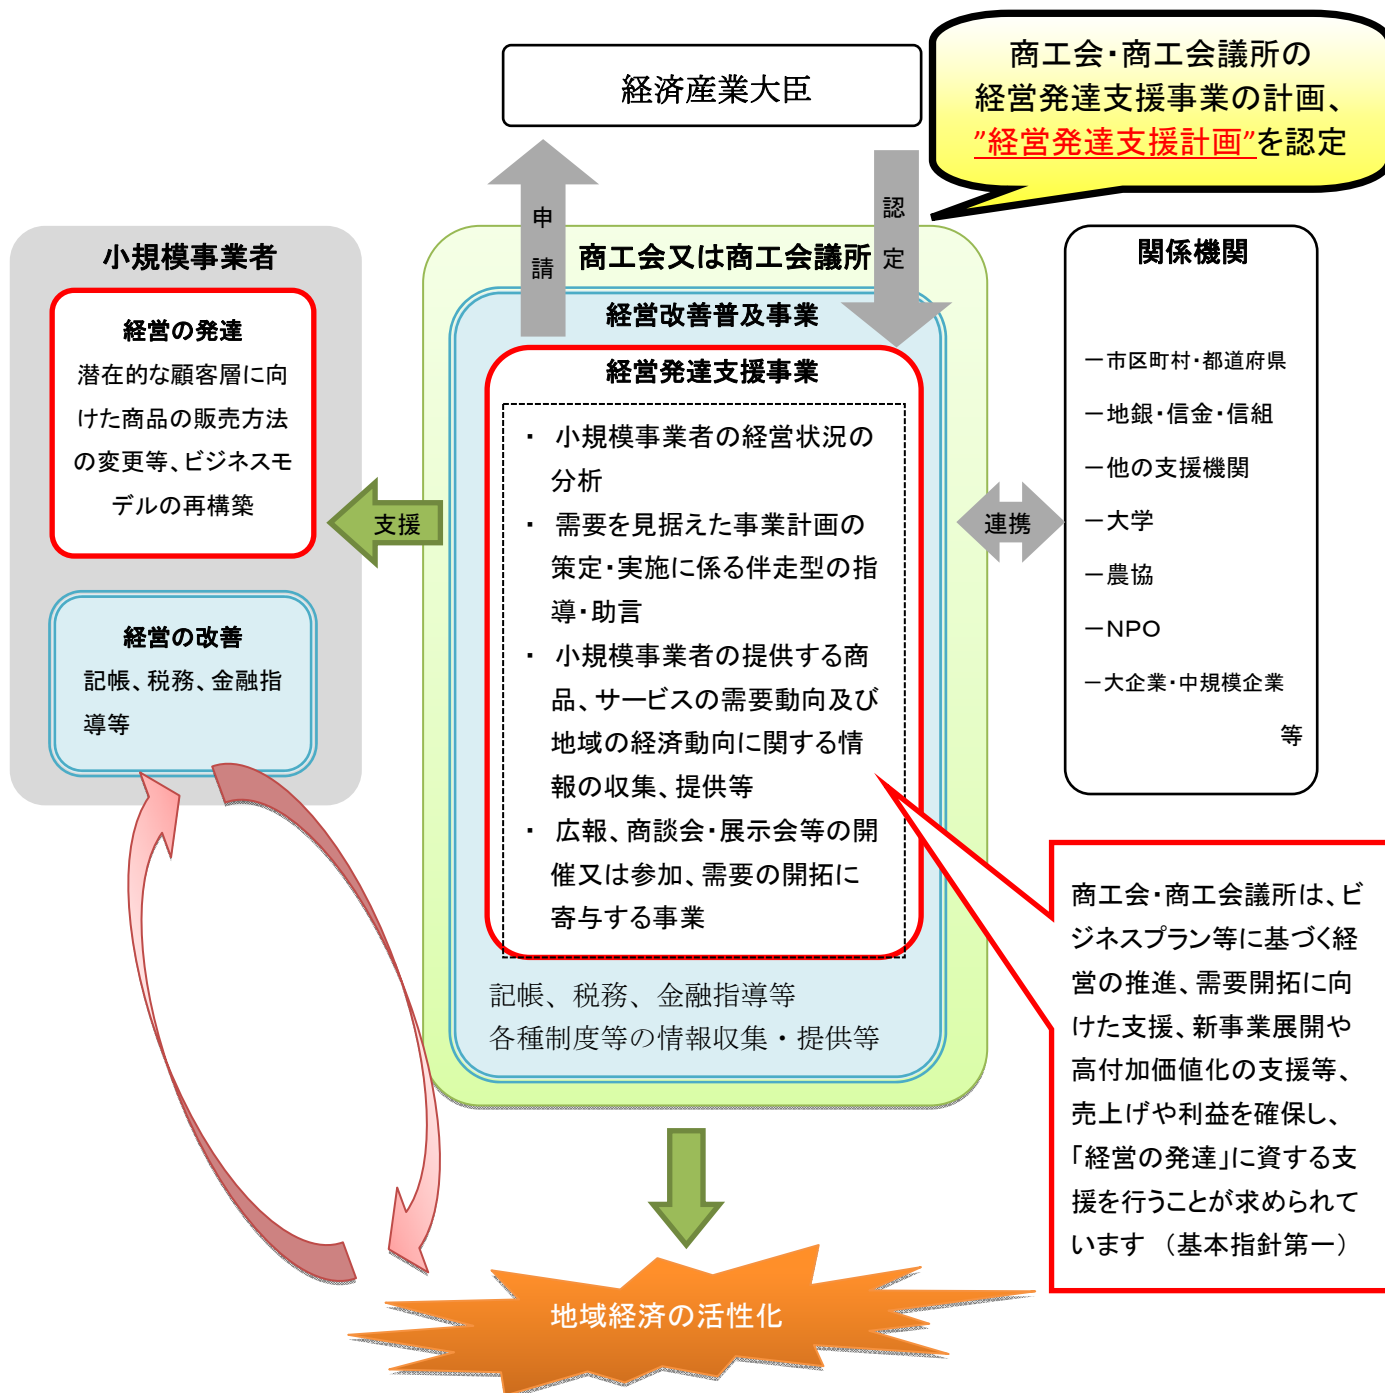 経済産業大臣
商工会・商工会議所の
経営発達支援事業の計画、
”経営発達支援計画”を認定
申
請
認
定
小規模事業者
経営の発達
潜在的な顧客層に向
けた商品の販売方法
の変更等、ビジネスモ
デルの再構築
経営の改善
記帳、税務、金融指
導等
支援
商工会又は商工会議所
経営改善普及事業
経営発達支援事業
・ 小規模事業者の経営状況の
分析
・ 需要を見据えた事業計画の
策定・実施に係る伴走型の指
導・助言
・ 小規模事業者の提供する商
品、サービスの需要動向及び
地域の経済動向に関する情
報の収集、提供等
・ 広報、商談会・展示会等の開
催又は参加、需要の開拓に
寄与する事業
記帳、税務、金融指導等
各種制度等の情報収集・提供等
連携
関係機関
－市区町村・都道府県
－地銀・信金・信組
－他の支援機関
－大学
－農協
－NPO
－大企業・中規模企業
等
商工会・商工会議所は、ビ
ジネスプラン等に基づく経
営の推進、需要開拓に向
けた支援、新事業展開や
高付加価値化の支援等、
売上げや利益を確保し、
「経営の発達」に資する支
援を行うことが求められて
います （基本指針第一）
地域経済の活性化